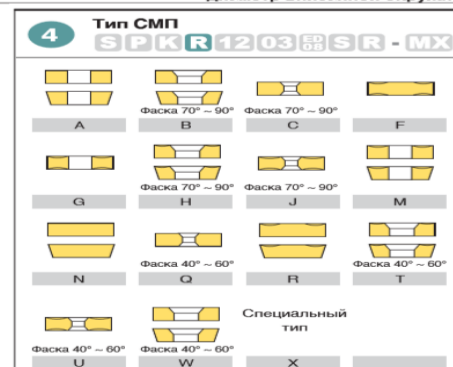 4 Тип СМП
S P K R 12 03 ED 08 S R - MX
Фаска 70° ~ 90° Фаска 70° ~ 90°
A B C F
Фаска 70° ~ 90° Фаска 70° ~ 90°
G H J M
Фаска 40° ~ 60° Фаска 40° ~ 60°
N Q R T
Специальный
тип
Фаска 40° ~ 60° Фаска 40° ~ 60°
U W X